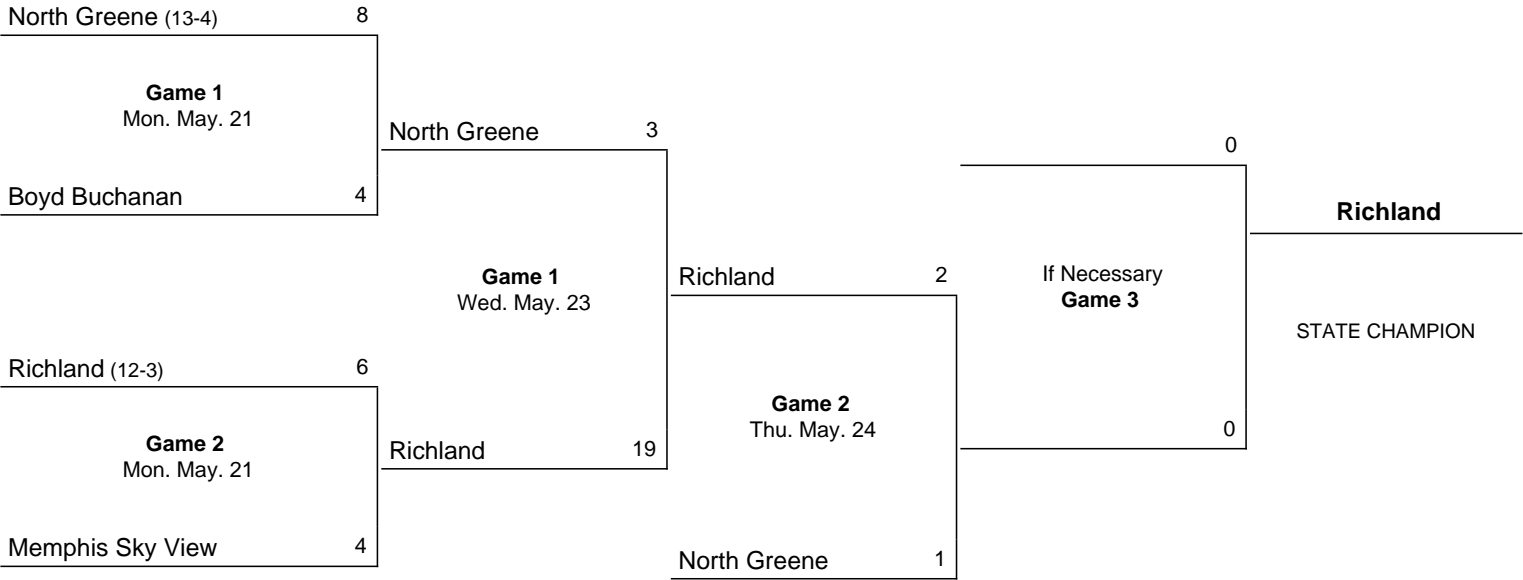 North Greene (13-4) 8
Game 1
Mon. May. 21
Boyd Buchanan 4
Richland (12-3) 6
Game 2
Mon. May. 21
Memphis Sky View 4
North Greene 3
Game 1
Wed. May. 23
Richland 19
Richland 2
Game 2
Thu. May. 24
North Greene 1
0
If Necessary
Game 3
0
Richland
STATE CHAMPION